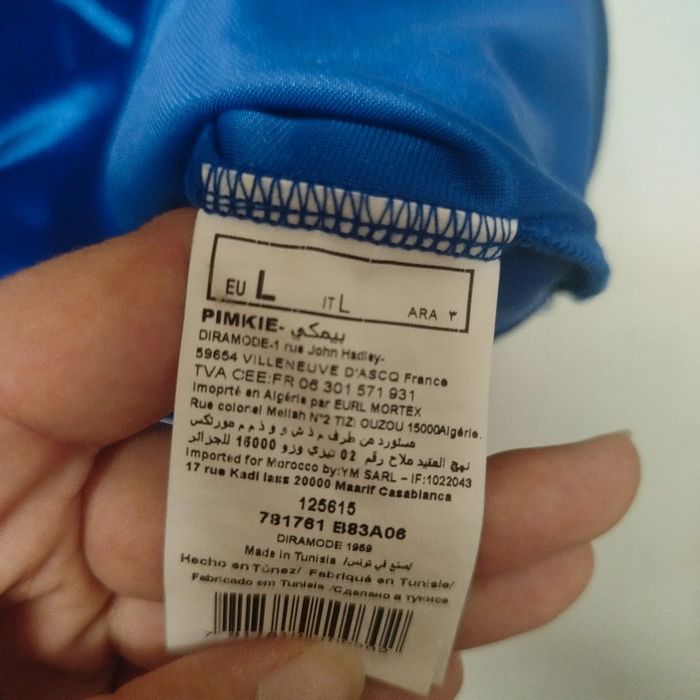 EU L IT L ARA ٣
PIMKIE- بيمكي
DIRAMODE-1 rue John Hadley-
59654 VILLENEUVE D'ASCQ France
TVA CEE:FR 06 301 571 931
Imoprté en Algérie par EURL MORTEX
Rue colonel Mellah N°2 TIZI OUZOU 15000Algérie.
مستورد من طرف م ذ ش و و ذ م م مورتكس
نهج العقيد ملاح رقم 02 تيزي وزو 15000 للجزائر
Imported for Morocco by:YM SARL - IF:1022043
17 rue Kadi Iass 20000 Maarif Casablanca
125615
781761 B83A06
DIRAMODE 1969
Made in Tunisia /صنع في تونس/
Hecho en Túnez/ Fabriqué en Tunisie/
Fabricado em Tunisia /Сделано в Тунисе